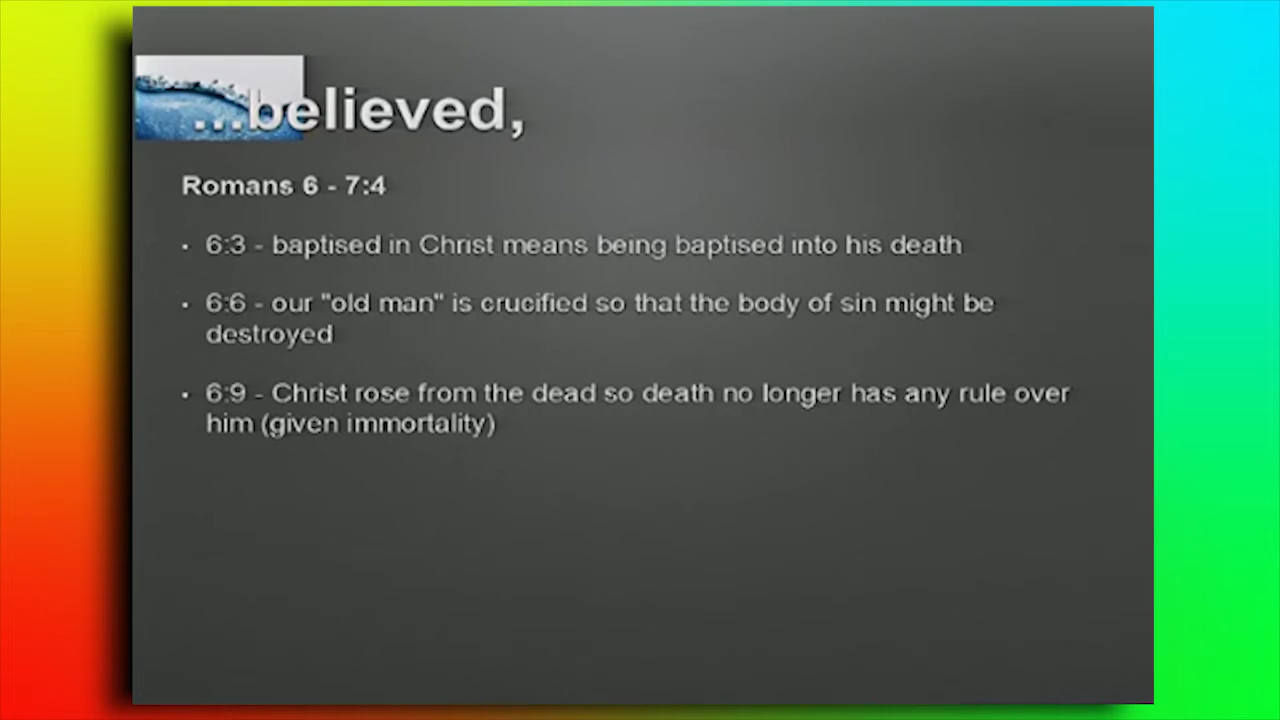 ...believed,
Romans 6 - 7:4
• 6:3 - baptised in Christ means being baptised into his death
• 6:6 - our "old man" is crucified so that the body of sin might be
destroyed
• 6:9 - Christ rose from the dead so death no longer has any rule over
him (given immortality)